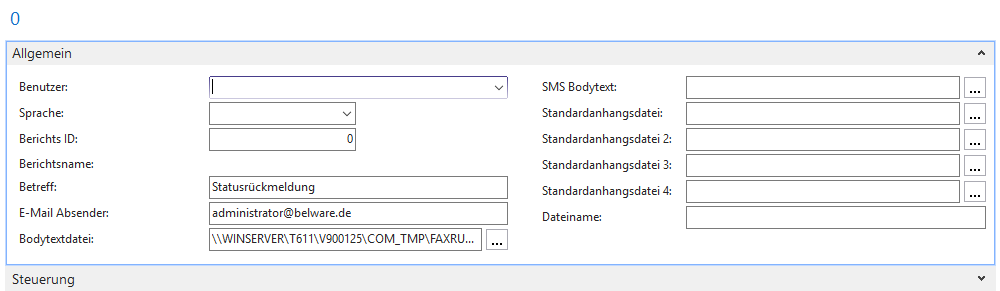 0
Allgemein
Benutzer:
Sprache:
Berichts ID: 0
Berichtsname:
Betreff: Statusrückmeldung
E-Mail Absender: administrator@belware.de
Bodytextdatei: \\WINSERVER\T611\V900125\COM_TMP\FAXRU... ...
SMS Bodytext: ...
Standardanhangsdatei: ...
Standardanhangsdatei 2: ...
Standardanhangsdatei 3: ...
Standardanhangsdatei 4: ...
Dateiname:
Steuerung